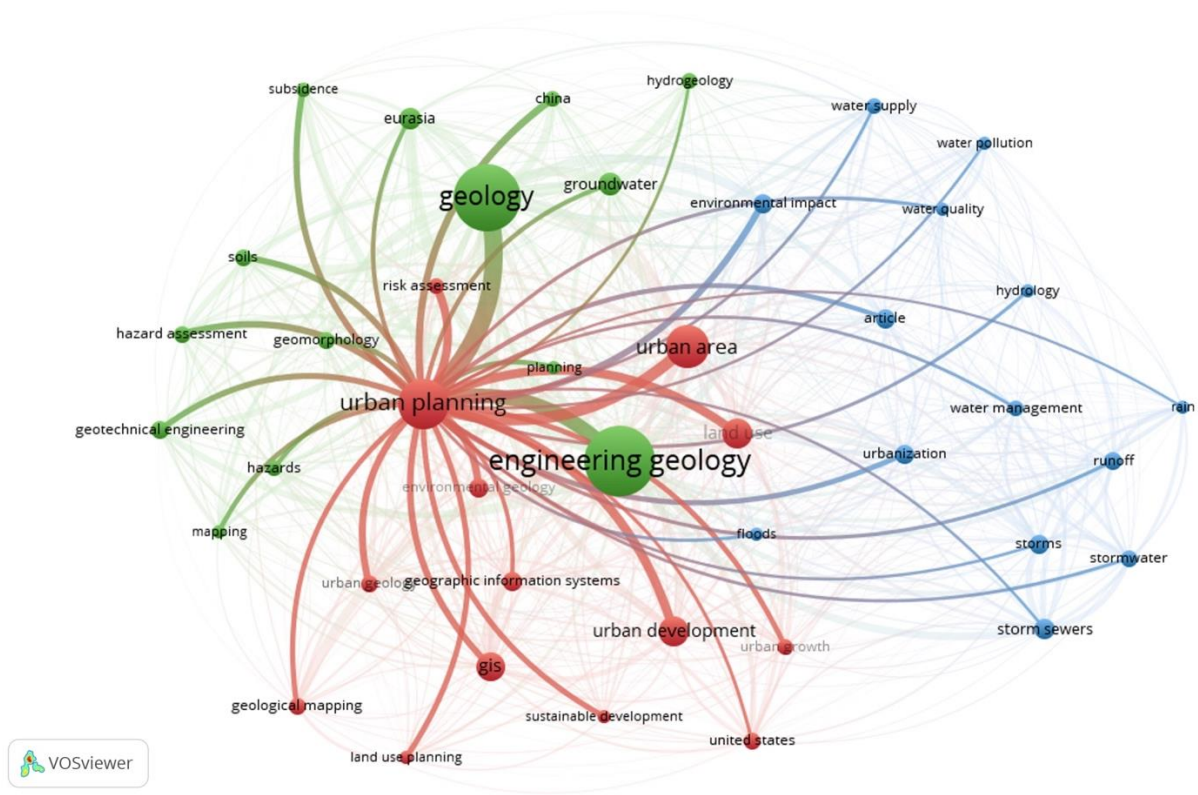 subsidence
china
hydrogeology
eurasia
water supply
water pollution
geology
groundwater
environmental impact
water quality
soils
risk assessment
hydrology
article
hazard assessment
geomorphology
urban area
planning
urban planning
water management
rain
geotechnical engineering
land use
hazards
engineering geology
urbanization
runoff
environmental geology
mapping
floods
storms
stormwater
urban geology
geographic information systems
urban development
storm sewers
urban growth
gis
geological mapping
sustainable development
united states
land use planning
VOSviewer